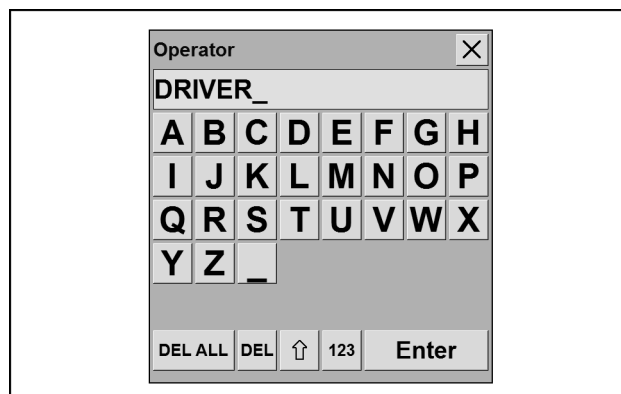 Operator
DRIVER_
A B C D E F G H
I J K L M N O P
Q R S T U V W X
Y Z _
DEL ALL DEL ⇧ 123 Enter